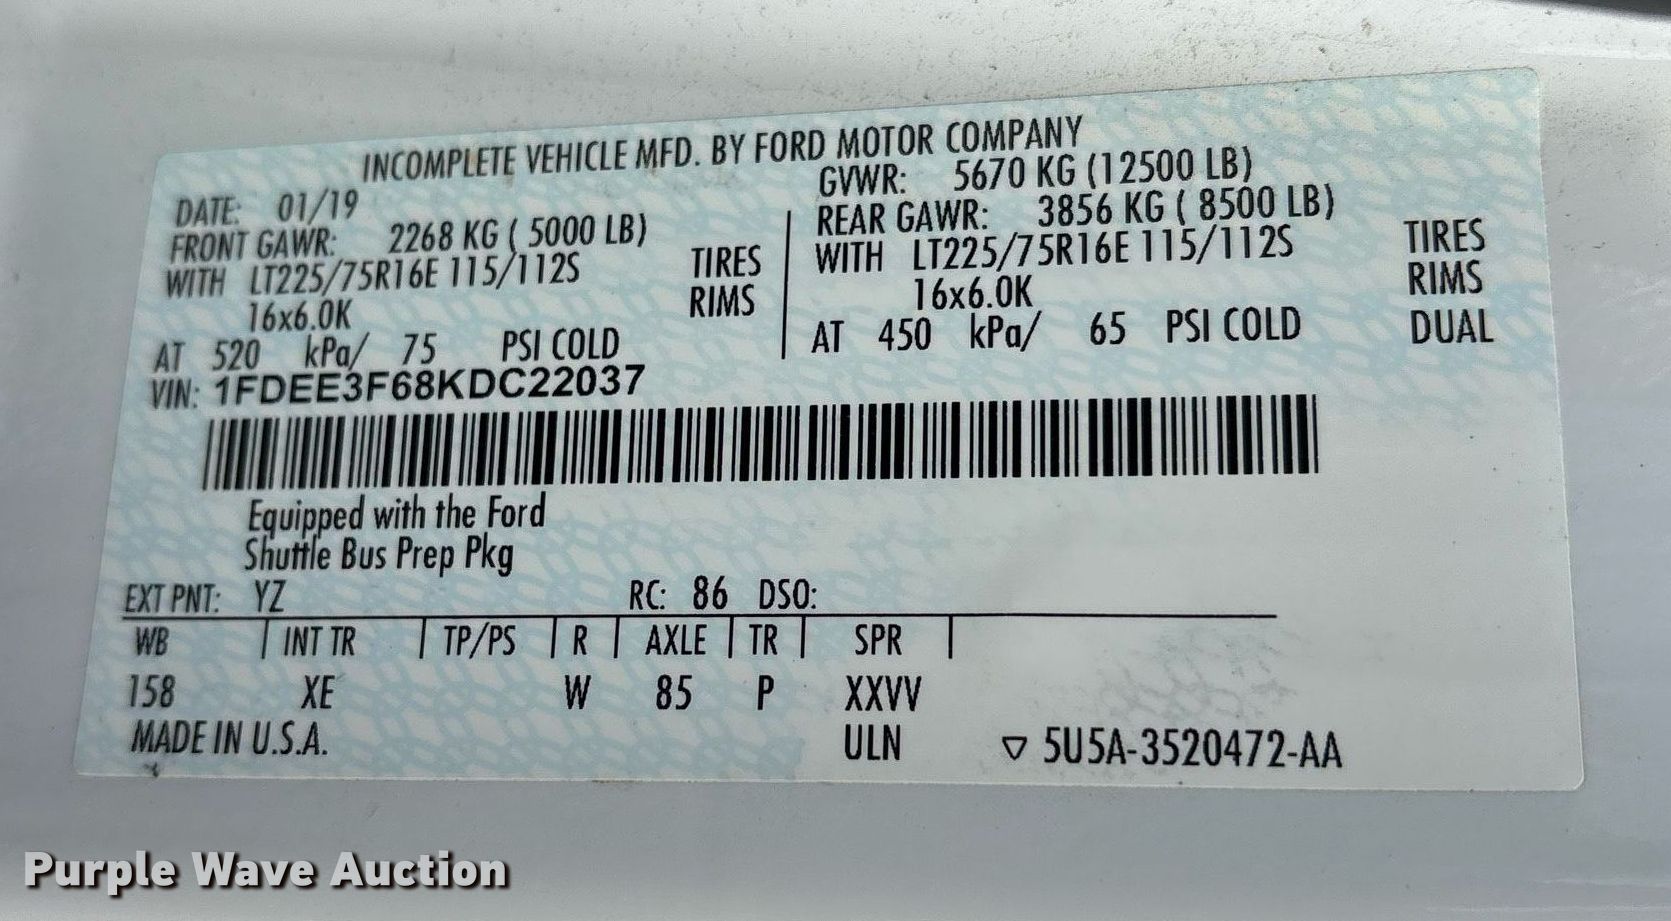 INCOMPLETE VEHICLE MFD. BY FORD MOTOR COMPANY
DATE: 01/19
GVWR: 5670 KG (12500 LB)
FRONT GAWR: 2268 KG ( 5000 LB)
WITH LT225/75R16E 115/112S TIRES
16x6.0K RIMS
AT 520 kPa/ 75 PSI COLD
REAR GAWR: 3856 KG ( 8500 LB)
WITH LT225/75R16E 115/112S TIRES
16x6.0K RIMS
AT 450 kPa/ 65 PSI COLD DUAL
VIN: 1FDEE3F68KDC22037
Equipped with the Ford
Shuttle Bus Prep Pkg
EXT PNT: YZ RC: 86 DSO:
WB INT TR TP/PS R AXLE TR SPR
158 XE W 85 P XXVV
MADE IN U.S.A. ULN ▽ 5U5A-3520472-AA
Purple Wave Auction